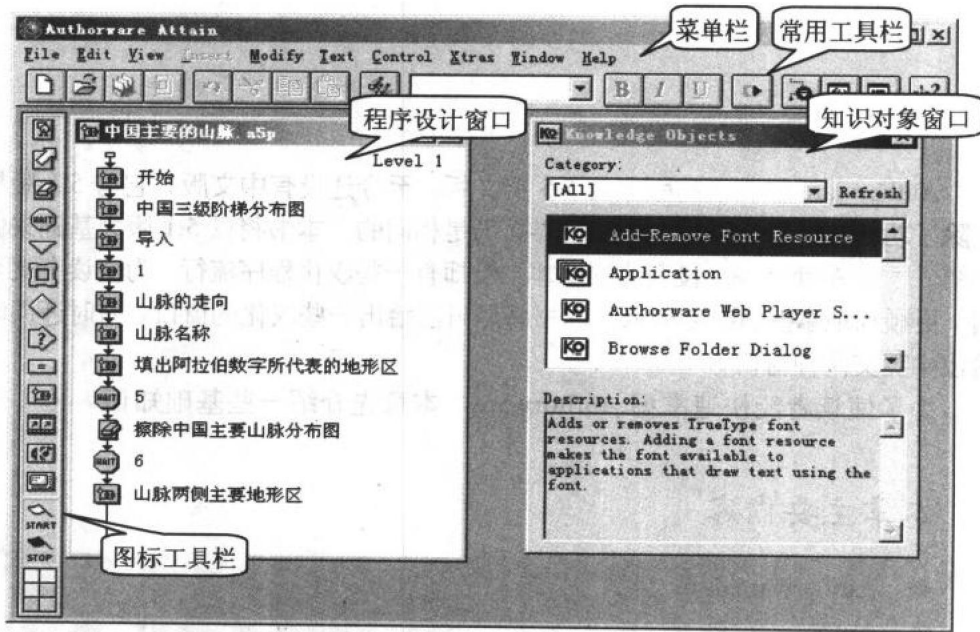 Authorware Attain
菜单栏
常用工具栏
File Edit View Insert Modify Text Control Xtras Window Help
B I U
程序设计窗口
知识对象窗口
中国主要的山脉.a5p
Level 1
开始
中国三级阶梯分布图
导入
1
山脉的走向
山脉名称
填出阿拉伯数字所代表的地形区
WAIT 5
擦除中国主要山脉分布图
WAIT 6
山脉两侧主要地形区
WAIT
START
STOP
图标工具栏
Knowledge Objects
Category:
[All]
Refresh
KO Add-Remove Font Resource
KO Application
KO Authorware Web Player S...
KO Browse Folder Dialog
Description:
Adds or removes TrueType font
resources. Adding a font resource
makes the font available to
applications that draw text using the
font.